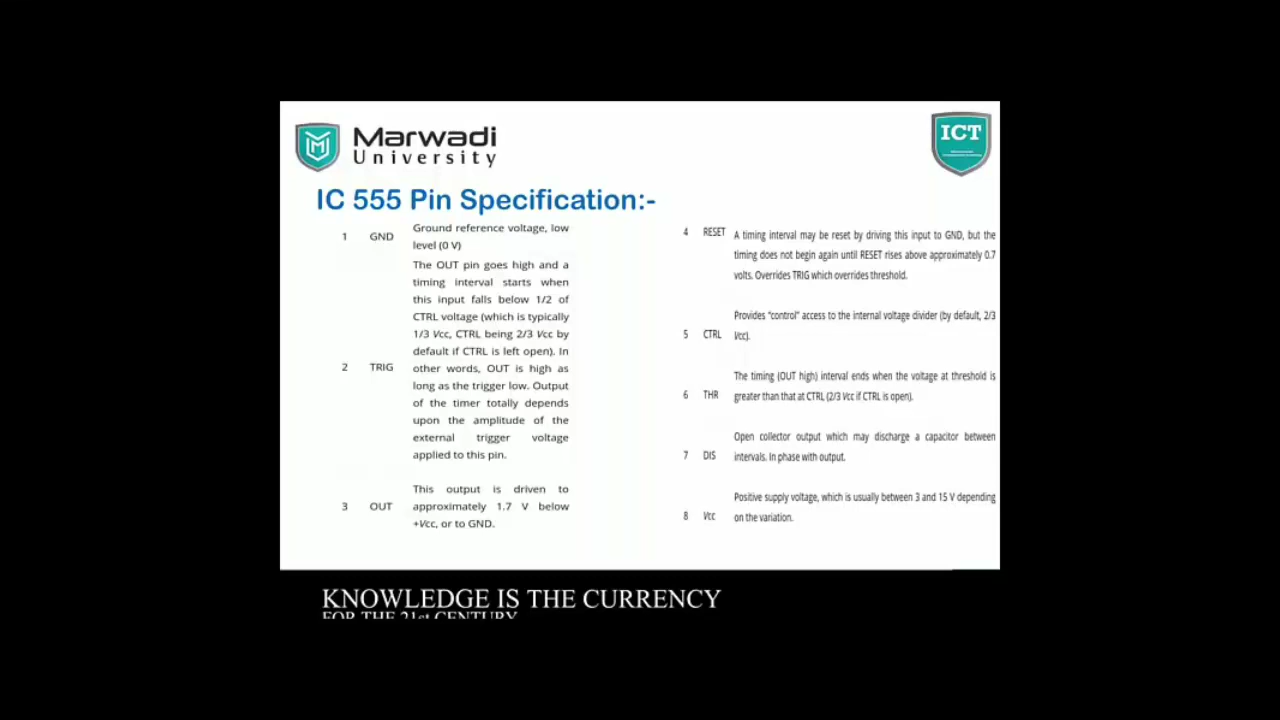 Marwadi
University
ICT
IC 555 Pin Specification:-
1 GND Ground reference voltage, low
level (0 V)
2 TRIG The OUT pin goes high and a
timing interval starts when
this input falls below 1/2 of
CTRL voltage (which is typically
1/3 Vcc, CTRL being 2/3 Vcc by
default if CTRL is left open). In
other words, OUT is high as
long as the trigger low. Output
of the timer totally depends
upon the amplitude of the
external trigger voltage
applied to this pin.
3 OUT This output is driven to
approximately 1.7 V below
+Vcc, or to GND.
4 RESET A timing interval may be reset by driving this input to GND, but the
timing does not begin again until RESET rises above approximately 0.7
volts. Overrides TRIG which overrides threshold.
5 CTRL Provides “control” access to the internal voltage divider (by default, 2/3
Vcc).
6 THR The timing (OUT high) interval ends when the voltage at threshold is
greater than that at CTRL (2/3 Vcc if CTRL is open).
7 DIS Open collector output which may discharge a capacitor between
intervals. In phase with output.
8 Vcc Positive supply voltage, which is usually between 3 and 15 V depending
on the variation.
KNOWLEDGE IS THE CURRENCY
FOR THE 21st CENTURY